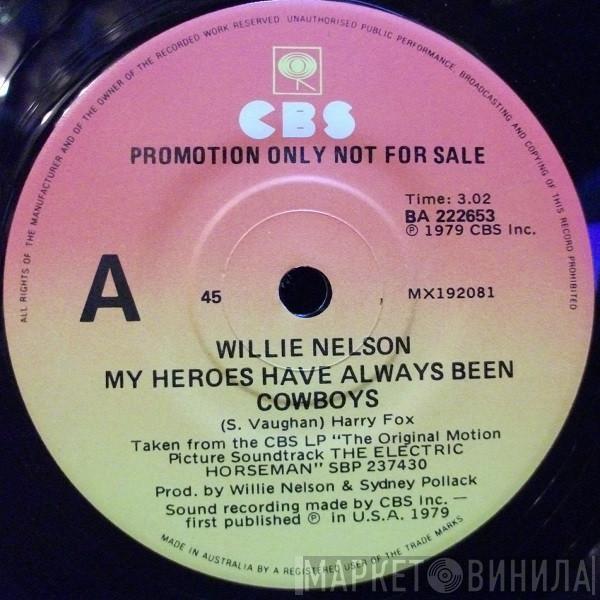 ALL RIGHTS OF THE MANUFACTURER AND OF THE OWNER OF THE RECORDED WORK RESERVED. UNAUTHORISED PUBLIC PERFORMANCE, BROADCASTING AND COPYING OF THIS RECORD PROHIBITED
CBS
PROMOTION ONLY NOT FOR SALE
Time: 3.02
BA 222653
℗ 1979 CBS Inc.
A
45
, MX192081
WILLIE NELSON
MY HEROES HAVE ALWAYS BEEN
COWBOYS
(S. Vaughan) Harry Fox
Taken from the CBS LP "The Original Motion
Picture Soundtrack THE ELECTRIC
HORSEMAN" SBP 237430
Prod. by Willie Nelson & Sydney Pollack
Sound recording made by CBS Inc. —
first published ℗ in U.S.A. 1979
MADE IN AUSTRALIA BY A REGISTERED USER OF THE TRADE MARKS
МАРКЕТ ВИНИЛА